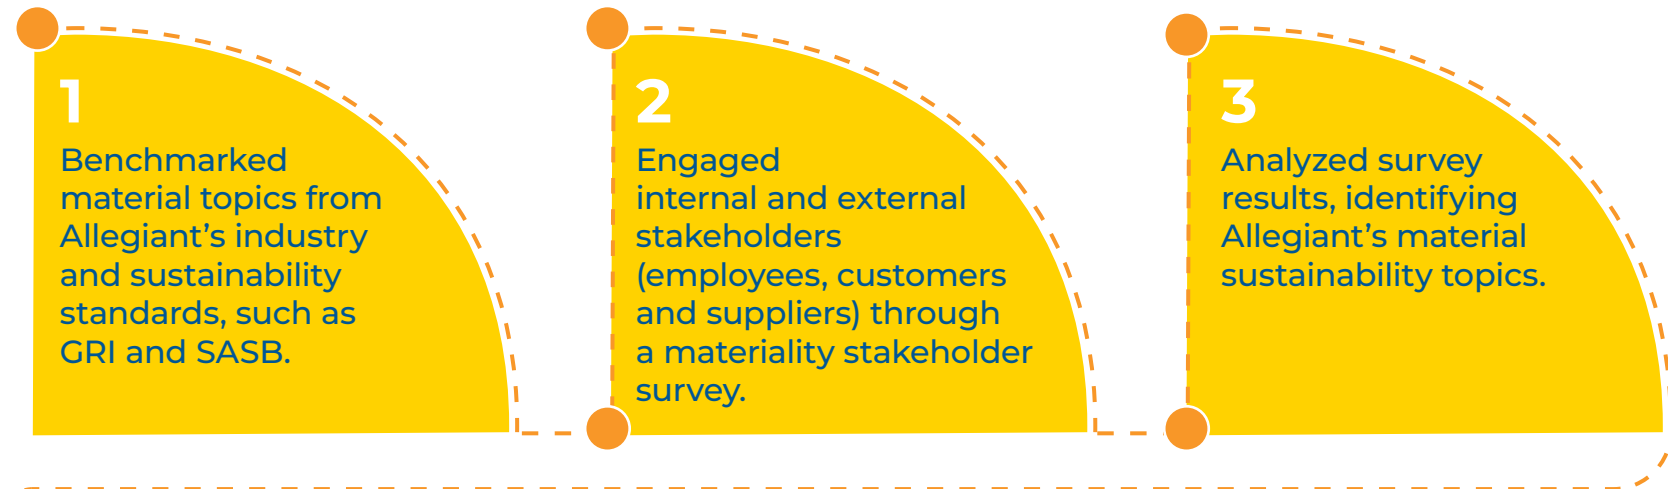 1
Benchmarked
material topics from
Allegiant’s industry
and sustainability
standards, such as
GRI and SASB.
2
Engaged
internal and external
stakeholders
(employees, customers
and suppliers) through
a materiality stakeholder
survey.
3
Analyzed survey
results, identifying
Allegiant’s material
sustainability topics.